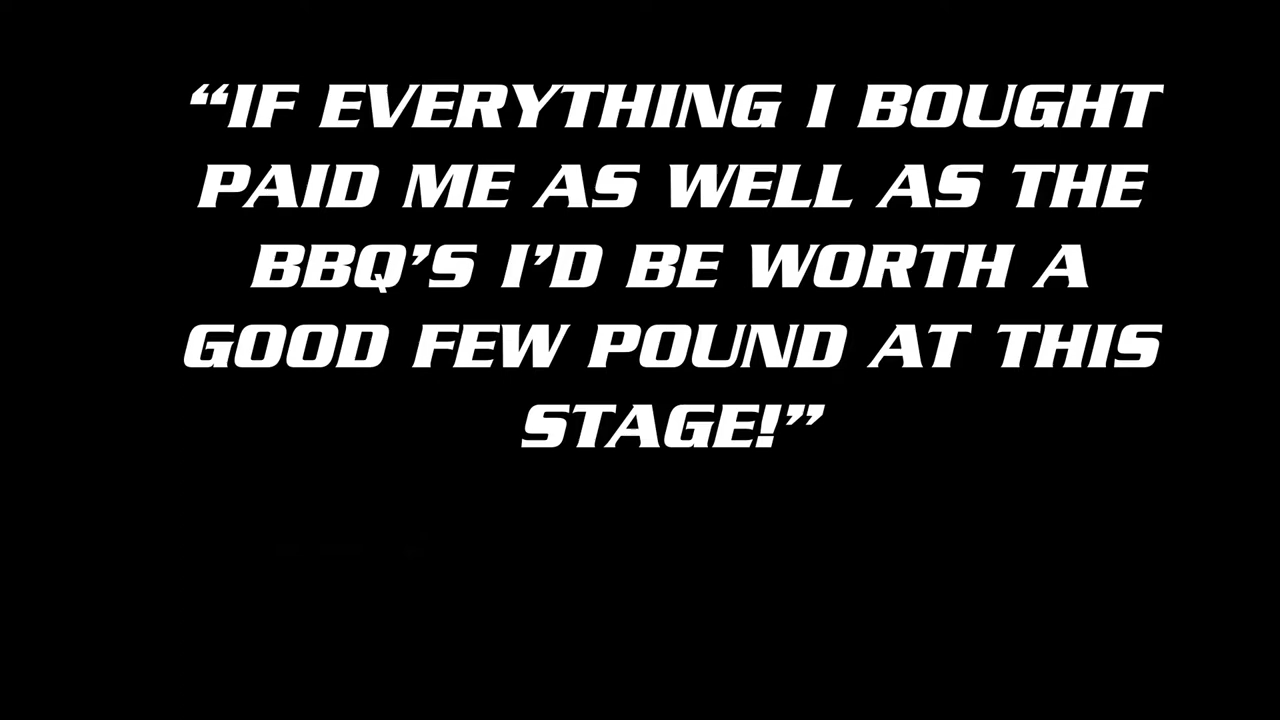 “IF EVERYTHING I BOUGHT
PAID ME AS WELL AS THE
BBQ’S I’D BE WORTH A
GOOD FEW POUND AT THIS
STAGE!”